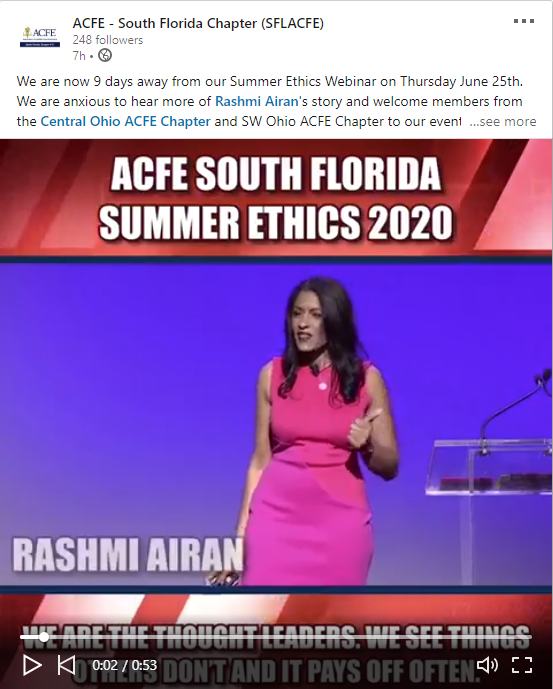 ACFE
ACFE - South Florida Chapter (SFLACFE)
248 followers
7h •
We are now 9 days away from our Summer Ethics Webinar on Thursday June 25th.
We are anxious to hear more of Rashmi Airan's story and welcome members from
the Central Ohio ACFE Chapter and SW Ohio ACFE Chapter to our event ...see more
ACFE SOUTH FLORIDA
SUMMER ETHICS 2020
RASHMI AIRAN
WE ARE THE THOUGHT LEADERS. WE SEE THINGS
OTHERS DON'T AND IT PAYS OFF OFTEN.
0:02 / 0:53